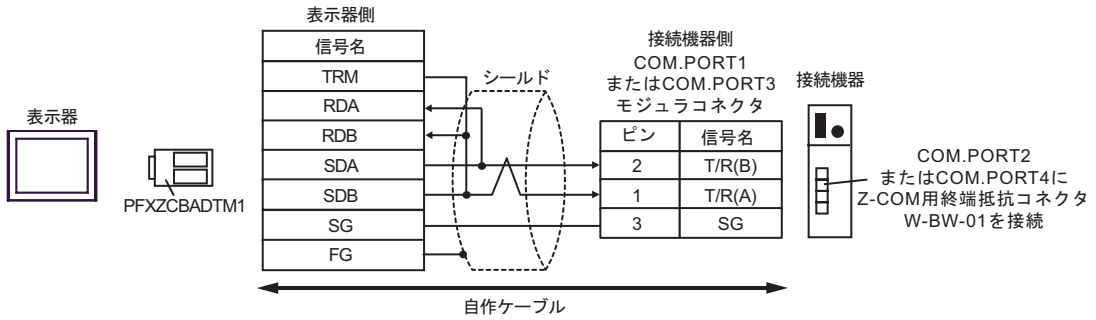 表示器
PFXZCBADTM1
表示器側
信号名
TRM
RDA
RDB
SDA
SDB
SG
FG
シールド
接続機器側
COM.PORT1
またはCOM.PORT3
モジュラコネクタ
ピン 信号名
2 T/R(B)
1 T/R(A)
3 SG
接続機器
COM.PORT2
またはCOM.PORT4に
Z-COM用終端抵抗コネクタ
W-BW-01を接続
自作ケーブル